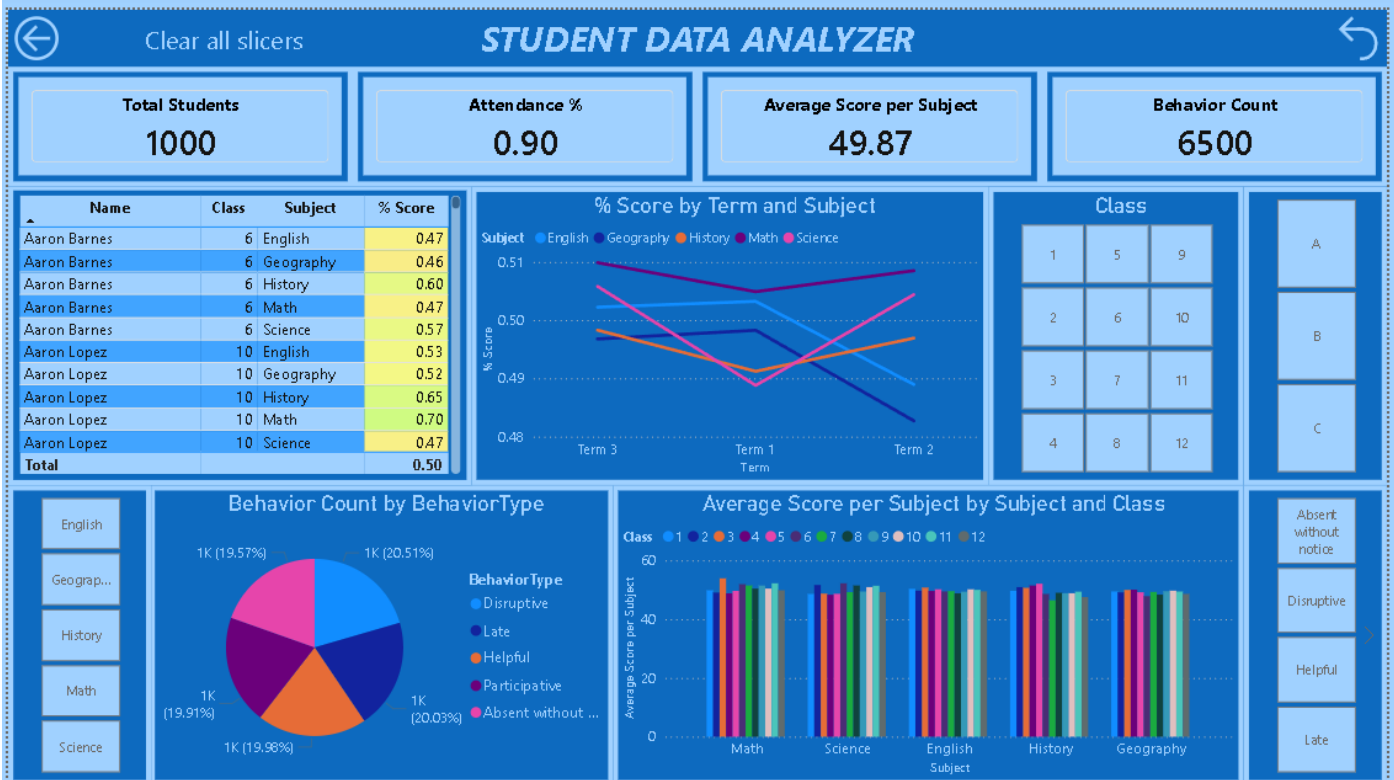 Clear all slicers
STUDENT DATA ANALYZER
Total Students
1000
Attendance %
0.90
Average Score per Subject
49.87
Behavior Count
6500
Name Class Subject % Score
Aaron Barnes 6 English 0.47
Aaron Barnes 6 Geography 0.46
Aaron Barnes 6 History 0.60
Aaron Barnes 6 Math 0.47
Aaron Barnes 6 Science 0.57
Aaron Lopez 10 English 0.53
Aaron Lopez 10 Geography 0.52
Aaron Lopez 10 History 0.65
Aaron Lopez 10 Math 0.70
Aaron Lopez 10 Science 0.47
Total 0.50
% Score by Term and Subject
Subject English Geography History Math Science
0.51
0.50
0.49
0.48
% Score
Term 3 Term 1 Term 2
Term
Class
1 5 9
2 6 10
3 7 11
4 8 12
A
B
C
English
Geograp...
History
Math
Science
Behavior Count by BehaviorType
1K (19.57%)
1K (20.51%)
1K
(19.91%)
1K
(20.03%)
1K (19.98%)
BehaviorType
Disruptive
Late
Helpful
Participative
Absent without ...
Average Score per Subject by Subject and Class
Class 1 2 3 4 5 6 7 8 9 10 11 12
60
40
20
0
Average Score per Subject
Math Science English History Geography
Subject
Absent
without
notice
Disruptive
Helpful
Late